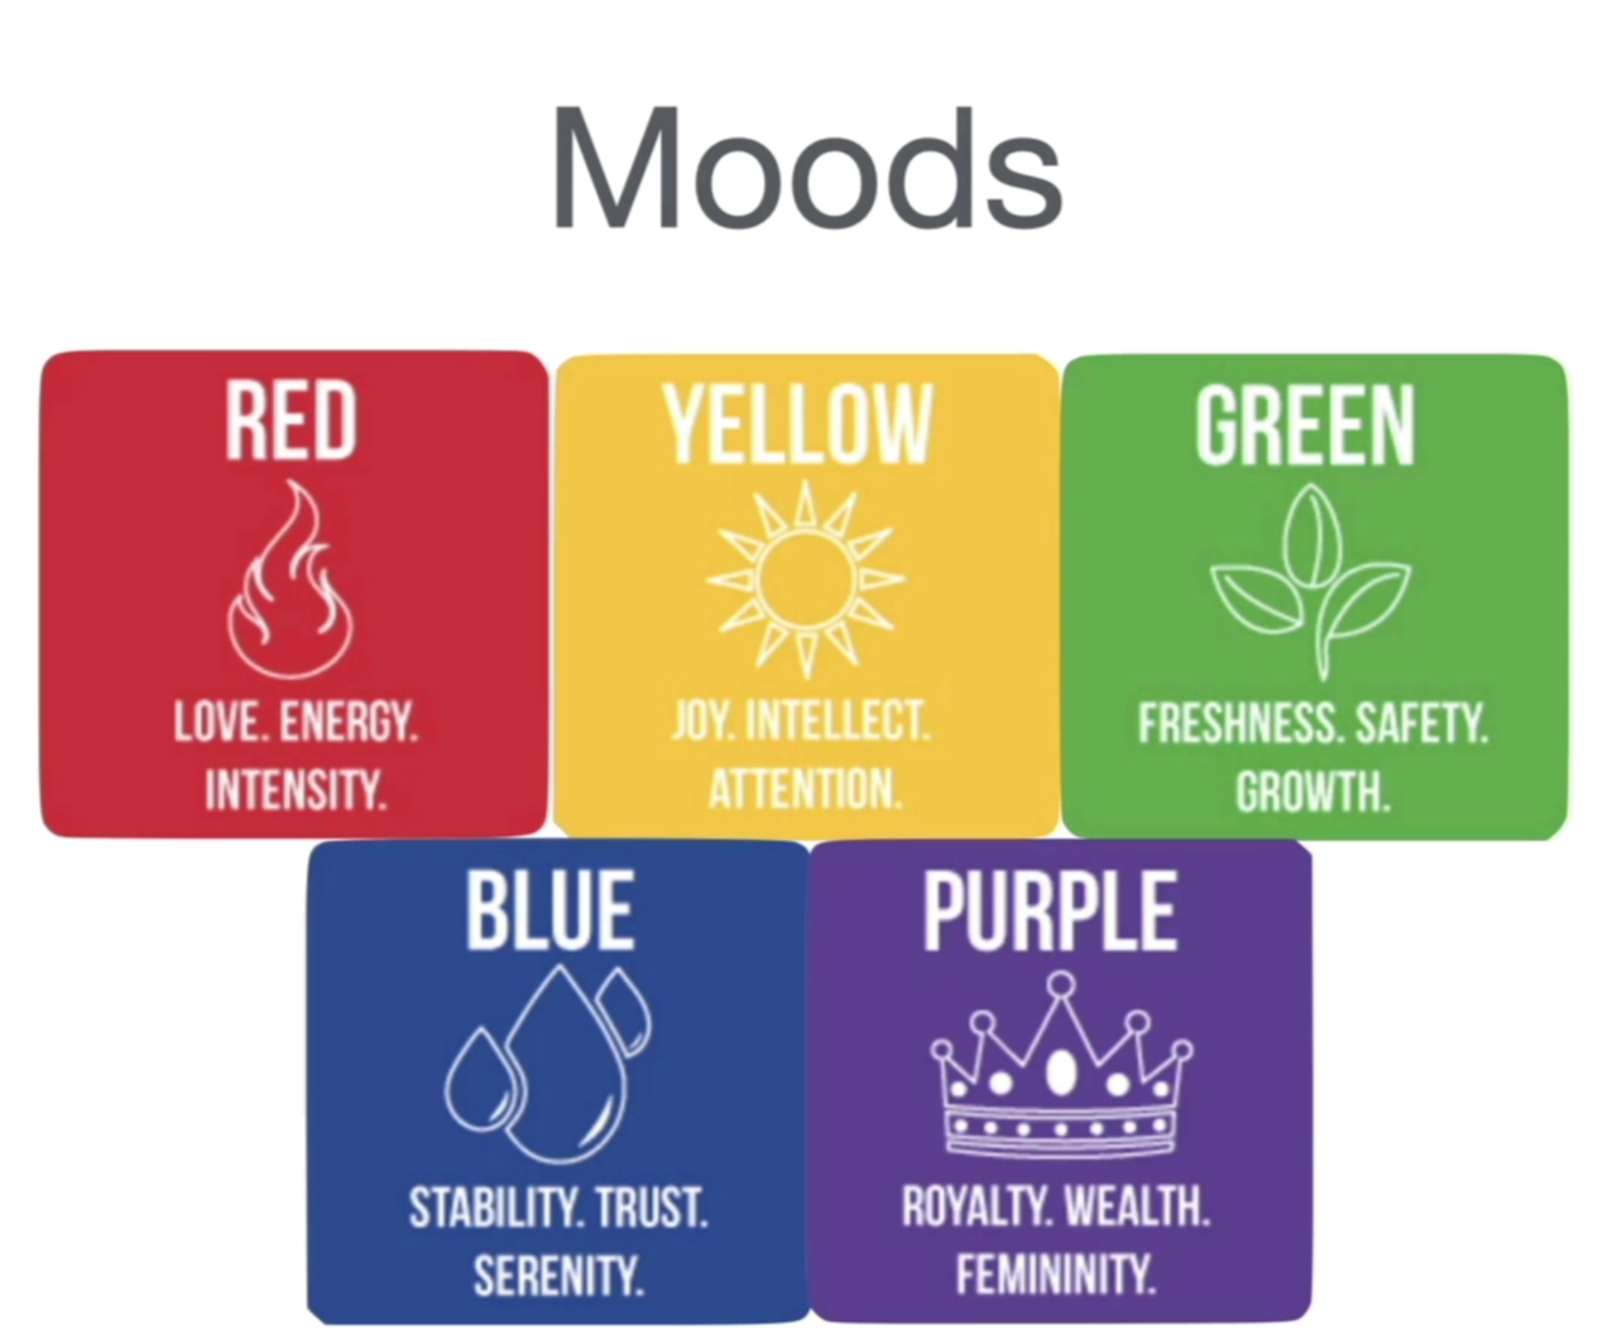 Moods
RED
LOVE. ENERGY.
INTENSITY.
YELLOW
JOY. INTELLECT.
ATTENTION.
GREEN
FRESHNESS. SAFETY.
GROWTH.
BLUE
STABILITY. TRUST.
SERENITY.
PURPLE
ROYALTY. WEALTH.
FEMININITY.